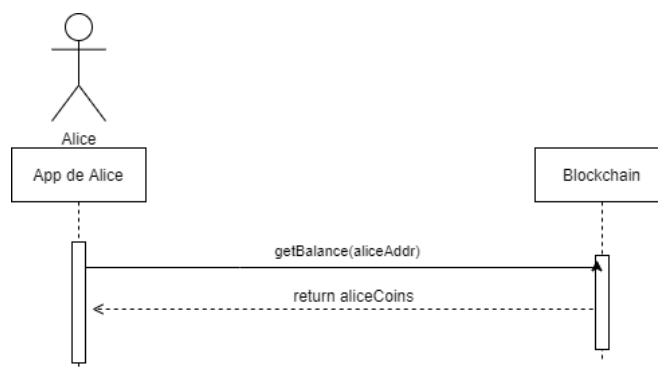 Alice
App de Alice
Blockchain
getBalance(aliceAddr)
return aliceCoins